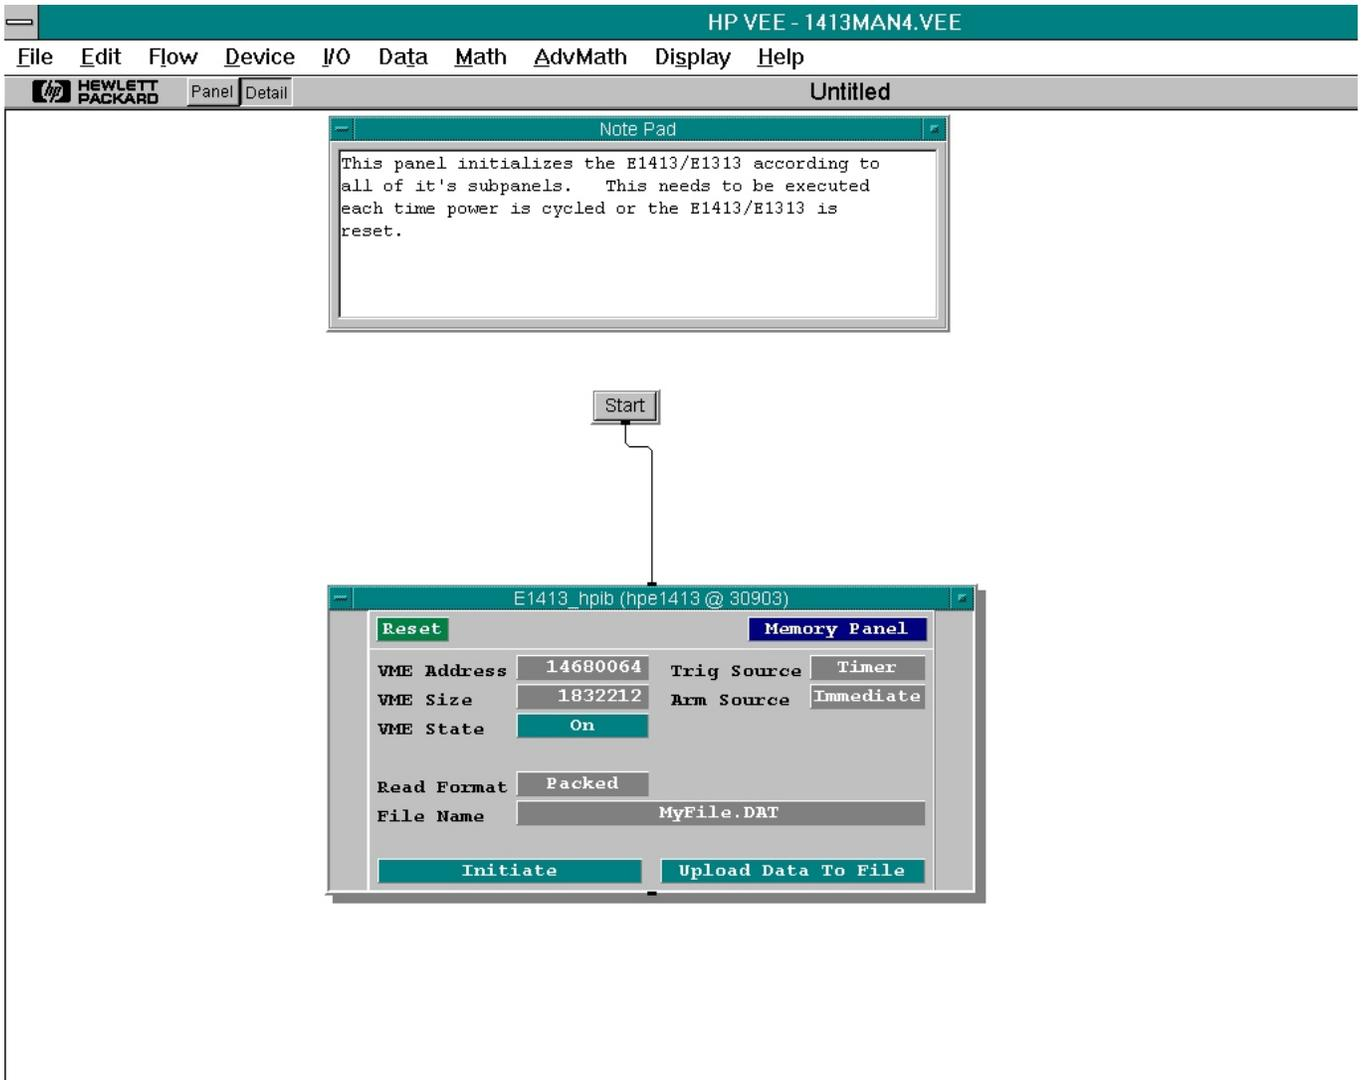 HP VEE - 1413MAN4.VEE
File Edit Flow Device I/O Data Math AdvMath Display Help
hp HEWLETT PACKARD Panel Detail Untitled
Note Pad
This panel initializes the E1413/E1313 according to
all of it's subpanels. This needs to be executed
each time power is cycled or the E1413/E1313 is
reset.
Start
E1413_hpib (hpe1413 @ 30903)
Reset Memory Panel
VME Address 14680064 Trig Source Timer
VME Size 1832212 Arm Source Immediate
VME State On
Read Format Packed
File Name MyFile.DAT
Initiate Upload Data To File